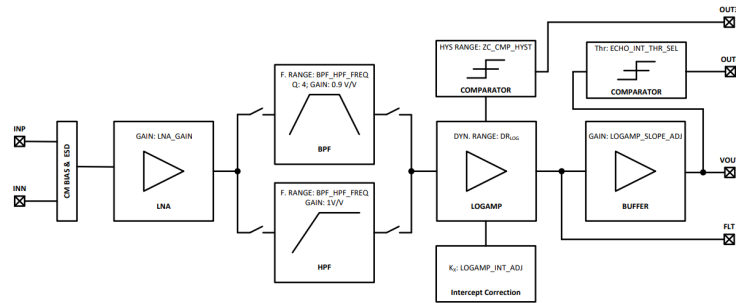 OUT3
HYS RANGE: ZC_CMP_HYST
COMPARATOR
Thr: ECHO_INT_THR_SEL
COMPARATOR
OUT
F. RANGE: BPF_HPF_FREQ
Q: 4; GAIN: 0.9 V/V
BPF
INP
INN
CM BIAS & ESD
GAIN: LNA_GAIN
LNA
DYN. RANGE: DRLOG
LOGAMP
GAIN: LOGAMP_SLOPE_ADJ
BUFFER
VOU
F. RANGE: BPF_HPF_FREQ
GAIN: 1V/V
HPF
FLT
KX: LOGAMP_INT_ADJ
Intercept Correction